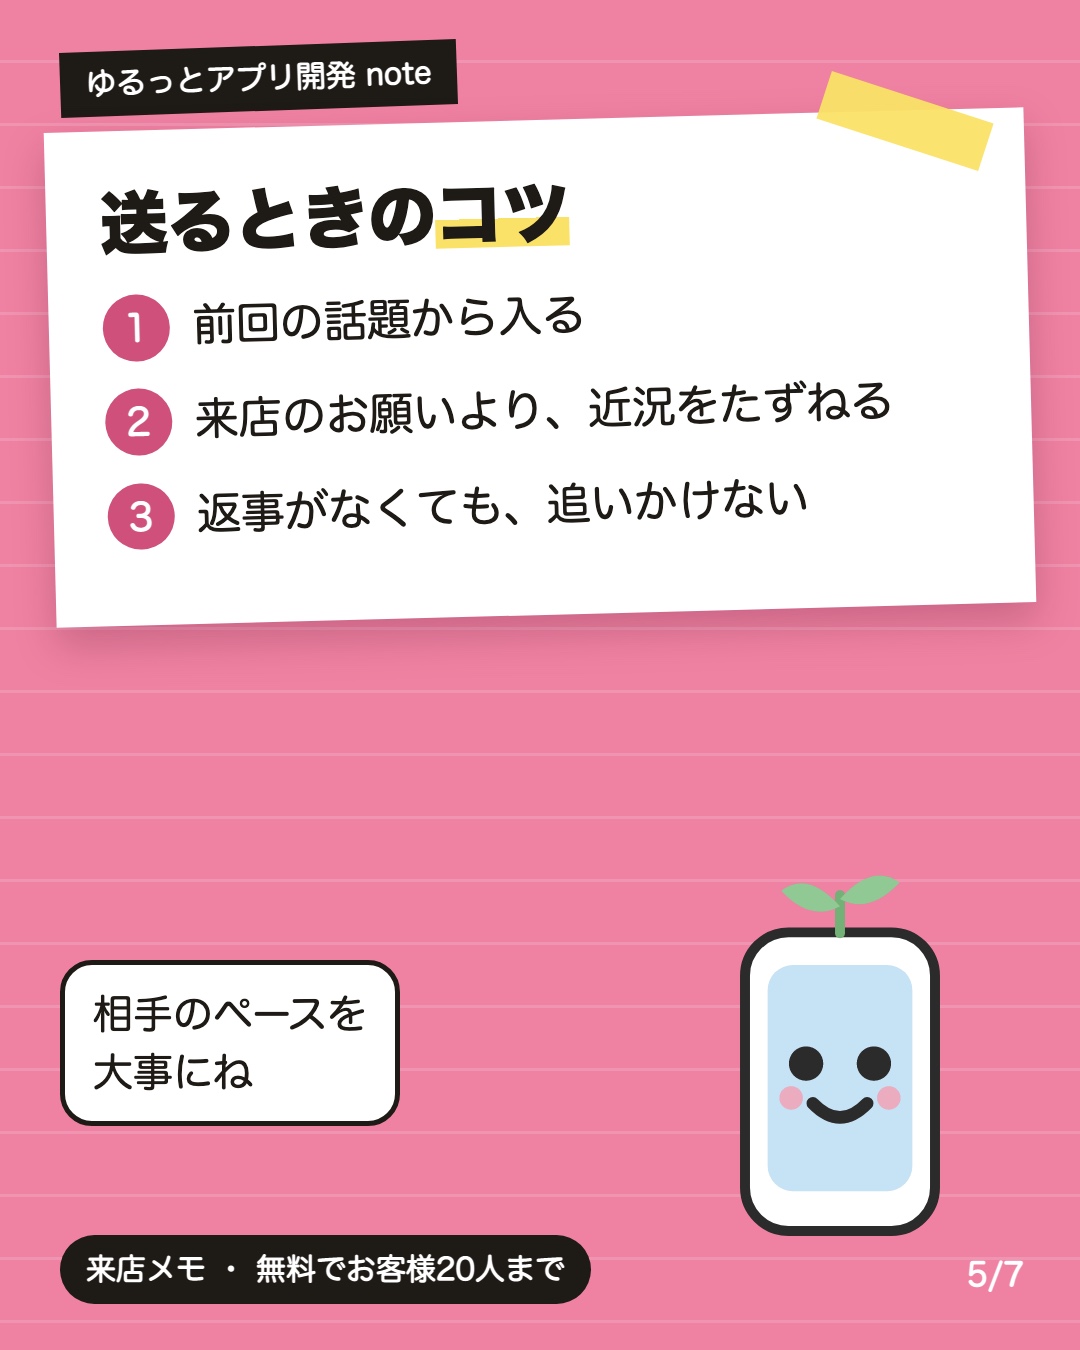 ゆるっとアプリ開発 note
送るときのコツ
1 前回の話題から入る
2 来店のお願いより、近況をたずねる
3 返事がなくても、追いかけない
相手のペースを
大事にね
来店メモ ・ 無料でお客様20人まで
5/7